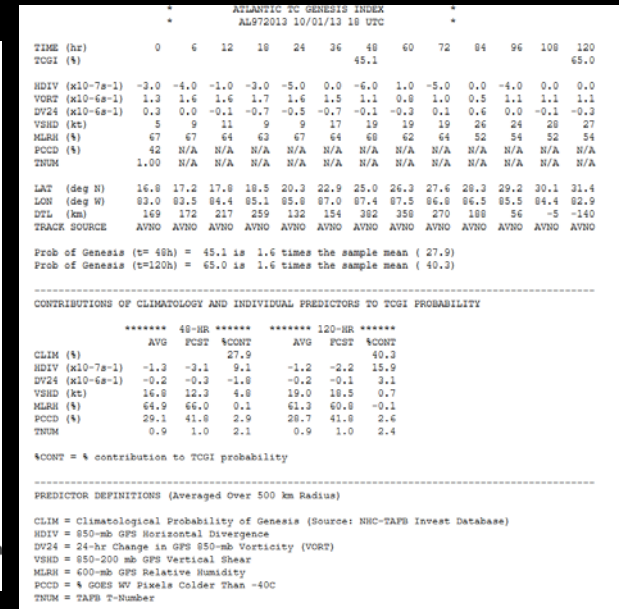 * ATLANTIC TC GENESIS INDEX *
* AL972013 10/01/13 18 UTC *
TIME (hr) 0 6 12 18 24 36 48 60 72 84 96 108 120
TCGI (%) 45.1 65.0
HDIV (x10-7s-1) -3.0 -4.0 -1.0 -3.0 -5.0 0.0 -6.0 1.0 -5.0 0.0 -4.0 0.0 0.0
VORT (x10-6s-1) 1.3 1.6 1.6 1.7 1.6 1.5 1.1 0.8 1.0 0.5 1.1 1.1 1.1
DV24 (x10-6s-1) 0.3 0.0 -0.1 -0.7 -0.5 -0.7 -0.1 -0.3 0.1 0.6 0.0 -0.1 -0.3
VSHD (kt) 5 9 11 9 9 17 19 19 19 26 24 28 27
MLRH (%) 67 67 64 63 67 64 68 62 64 52 54 52 54
PCCD (%) 42 N/A N/A N/A N/A N/A N/A N/A N/A N/A N/A N/A N/A
TNUM 1.00 N/A N/A N/A N/A N/A N/A N/A N/A N/A N/A N/A N/A
LAT (deg N) 16.8 17.2 17.8 18.5 20.3 22.9 25.0 26.3 27.6 28.3 29.2 30.1 31.4
LON (deg W) 83.0 83.5 84.4 85.1 85.8 87.0 87.4 87.5 86.8 86.5 85.5 84.4 82.9
DTL (km) 169 172 217 259 132 154 382 358 270 188 56 -5 -140
TRACK SOURCE AVNO AVNO AVNO AVNO AVNO AVNO AVNO AVNO AVNO AVNO AVNO AVNO AVNO
Prob of Genesis (t= 48h) = 45.1 is 1.6 times the sample mean ( 27.9)
Prob of Genesis (t=120h) = 65.0 is 1.6 times the sample mean ( 40.3)
CONTRIBUTIONS OF CLIMATOLOGY AND INDIVIDUAL PREDICTORS TO TCGI PROBABILITY
******* 48-HR ****** ******* 120-HR ******
AVG FCST %CONT AVG FCST %CONT
CLIM (%) 27.9 40.3
HDIV (x10-7s-1) -1.3 -3.1 9.1 -1.2 -2.2 15.9
DV24 (x10-6s-1) -0.2 -0.3 -1.8 -0.2 -0.1 3.1
VSHD (kt) 16.8 12.3 4.8 19.0 18.5 0.7
MLRH (%) 64.9 66.0 0.1 61.3 60.8 -0.1
PCCD (%) 29.1 41.8 2.9 28.7 41.8 2.6
TNUM 0.9 1.0 2.1 0.9 1.0 2.4
%CONT = % contribution to TCGI probability
PREDICTOR DEFINITIONS (Averaged Over 500 km Radius)
CLIM = Climatological Probability of Genesis (Source: NHC-TAFB Invest Database)
HDIV = 850-mb GFS Horizontal Divergence
DV24 = 24-hr Change in GFS 850-mb Vorticity (VORT)
VSHD = 850-200 mb GFS Vertical Shear
MLRH = 600-mb GFS Relative Humidity
PCCD = % GOES WV Pixels Colder Than -40C
TNUM = TAFB T-Number